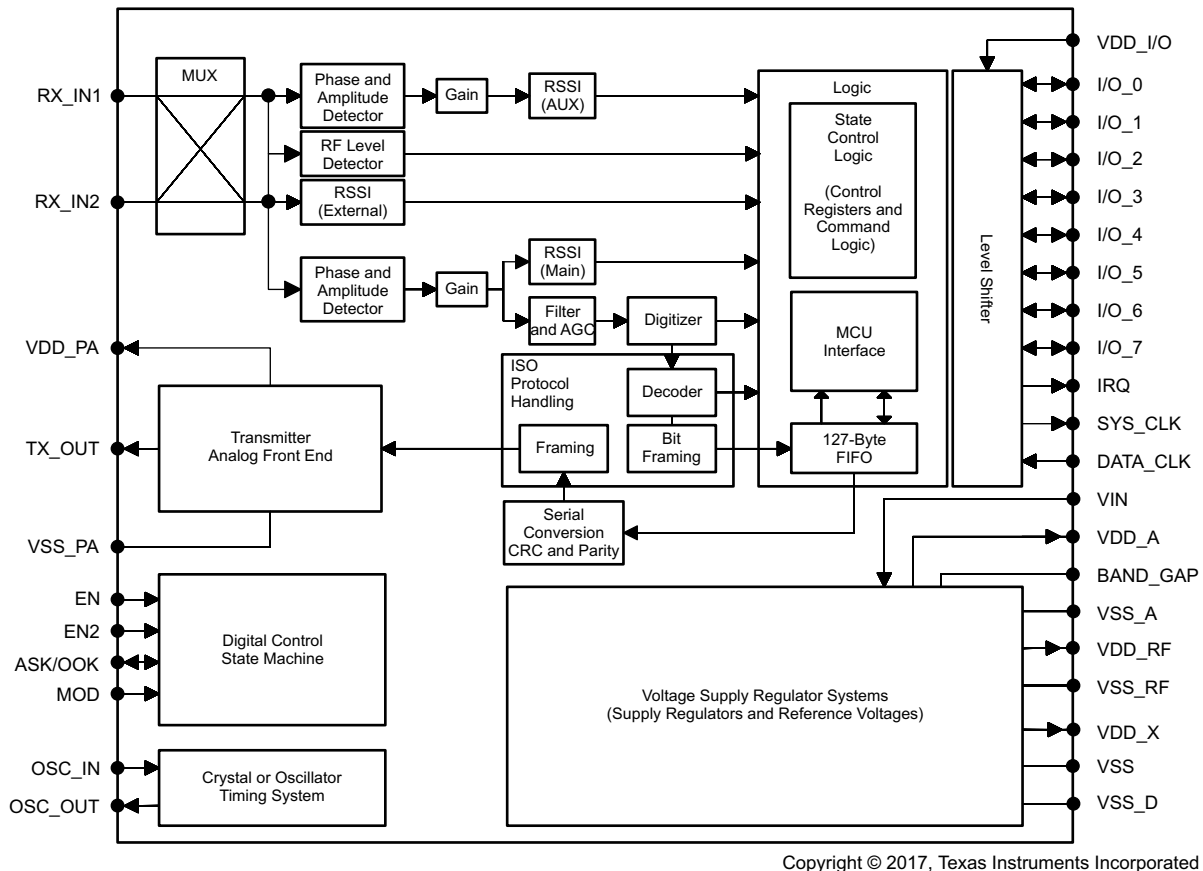 RX_IN1
RX_IN2
VDD_PA
TX_OUT
VSS_PA
EN
EN2
ASK/OOK
MOD
OSC_IN
OSC_OUT
MUX
Phase and
Amplitude
Detector
Gain
RSSI
(AUX)
RF Level
Detector
RSSI
(External)
Phase and
Amplitude
Detector
Gain
RSSI
(Main)
Filter
and AGC
Digitizer
ISO
Protocol
Handling
Decoder
Bit
Framing
Framing
Serial
Conversion
CRC and Parity
Transmitter
Analog Front End
Digital Control
State Machine
Crystal or Oscillator
Timing System
Logic
State
Control
Logic
(Control
Registers and
Command
Logic)
MCU
Interface
127-Byte
FIFO
Level Shifter
Voltage Supply Regulator Systems
(Supply Regulators and Reference Voltages)
VDD_I/O
I/O_0
I/O_1
I/O_2
I/O_3
I/O_4
I/O_5
I/O_6
I/O_7
IRQ
SYS_CLK
DATA_CLK
VIN
VDD_A
BAND_GAP
VSS_A
VDD_RF
VSS_RF
VDD_X
VSS
VSS_D
Copyright © 2017, Texas Instruments Incorporated